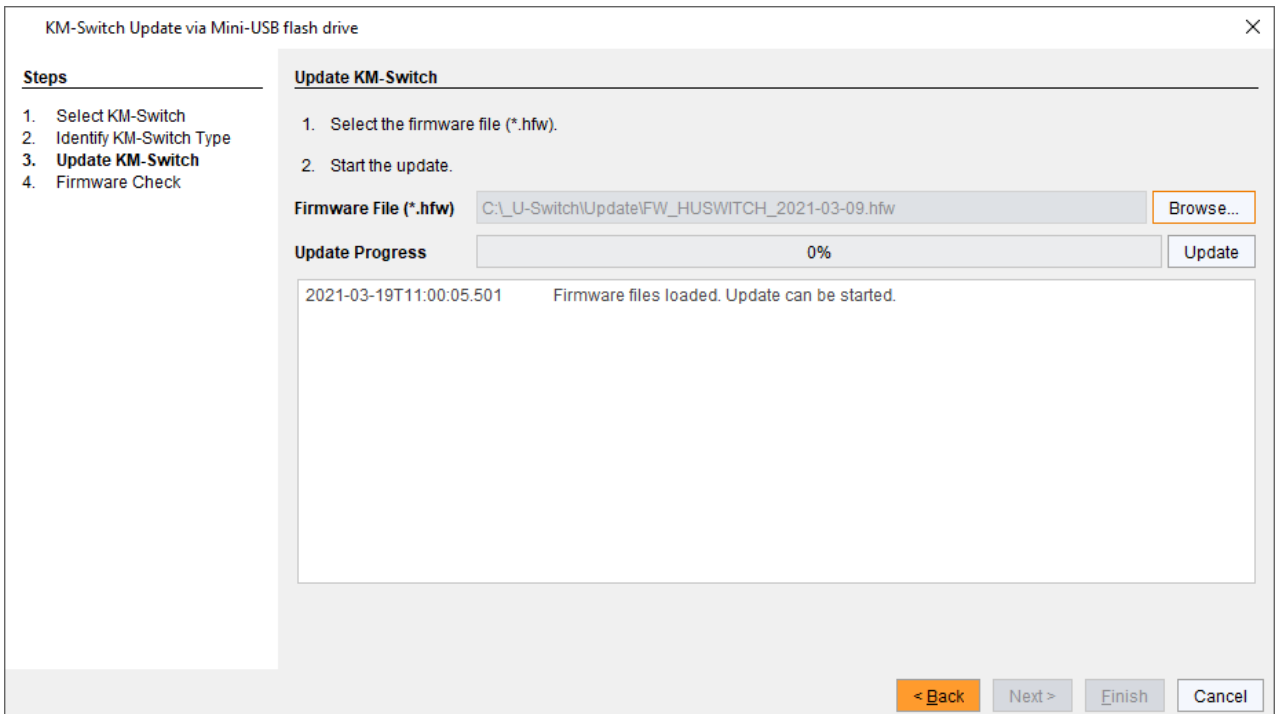 KM-Switch Update via Mini-USB flash drive
Steps
1. Select KM-Switch
2. Identify KM-Switch Type
3. Update KM-Switch
4. Firmware Check
Update KM-Switch
1. Select the firmware file (*.hfw).
2. Start the update.
Firmware File (*.hfw) C:\_U-Switch\Update\FW_HUSWITCH_2021-03-09.hfw Browse...
Update Progress 0% Update
2021-03-19T11:00:05.501 Firmware files loaded. Update can be started.
< Back Next > Finish Cancel